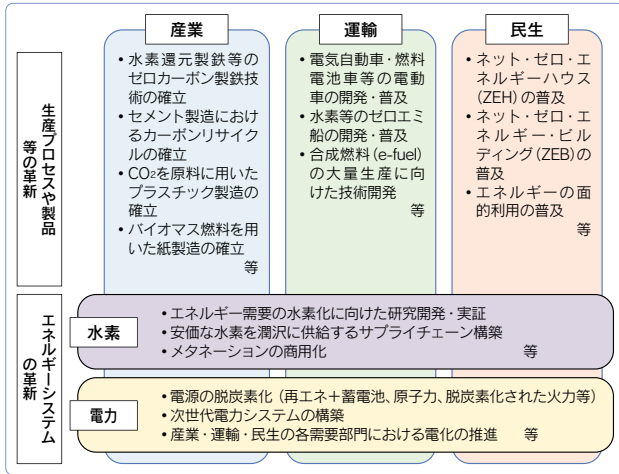 産業
運輸
民生
生産プロセスや製品
等の革新
• 水素還元製鉄等の
ゼロカーボン製鉄技
術の確立
• セメント製造におけ
るカーボンリサイク
ルの確立
• CO₂を原料に用いた
プラスチック製造の
確立
• バイオマス燃料を用
いた紙製造の確立
等
• 電気自動車・燃料
電池車等の電動
車の開発・普及
• 水素等のゼロエミ
船の開発・普及
• 合成燃料(e-fuel)
の大量生産に向
けた技術開発
等
• ネット・ゼロ・エ
ネルギーハウス
(ZEH)の普及
• ネット・ゼロ・エ
ネルギー・ビル
ディング(ZEB)の
普及
• エネルギーの面
的利用の普及
等
エネルギーシステム
の革新
水素
• エネルギー需要の水素化に向けた研究開発・実証
• 安価な水素を潤沢に供給するサプライチェーン構築
• メタネーションの商用化 等
電力
• 電源の脱炭素化(再エネ+蓄電池、原子力、脱炭素化された火力等)
• 次世代電力システムの構築
• 産業・運輸・民生の各需要部門における電化の推進 等